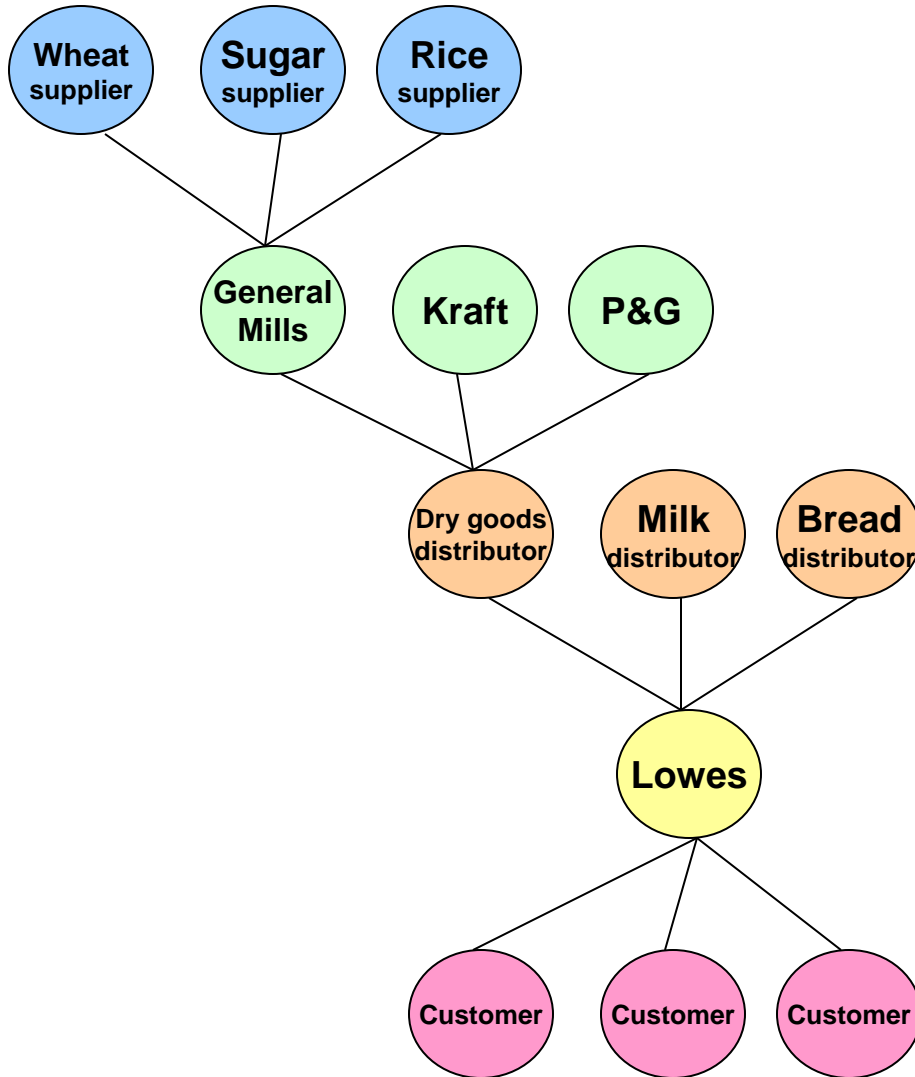 Wheat
supplier
Sugar
supplier
Rice
supplier
General
Mills
Kraft
P&G
Dry goods
distributor
Milk
distributor
Bread
distributor
Lowes
Customer
Customer
Customer